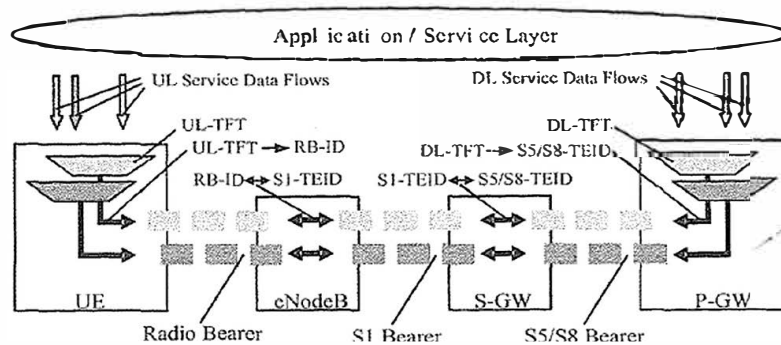 Application / Service Layer
UL Service Data Flows
DL Service Data Flows
UL-TFT
DL-TFT
UL-TFT → RB-ID
DL-TFT → S5/S8-TEID
RB-ID ↔ S1-TEID
S1-TEID ↔ S5/S8-TEID
UE
eNodeB
S-GW
P-GW
Radio Bearer
S1 Bearer
S5/S8 Bearer